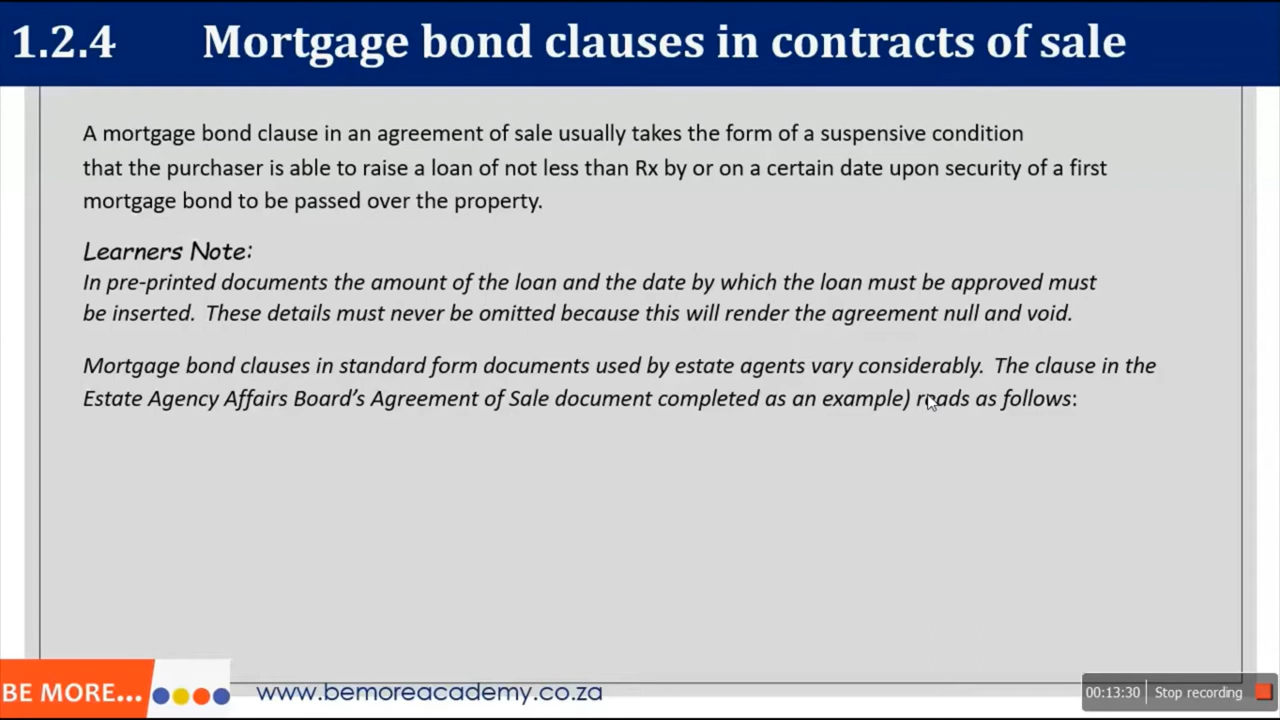 1.2.4 Mortgage bond clauses in contracts of sale
A mortgage bond clause in an agreement of sale usually takes the form of a suspensive condition
that the purchaser is able to raise a loan of not less than Rx by or on a certain date upon security of a first
mortgage bond to be passed over the property.
Learners Note:
In pre-printed documents the amount of the loan and the date by which the loan must be approved must
be inserted. These details must never be omitted because this will render the agreement null and void.
Mortgage bond clauses in standard form documents used by estate agents vary considerably. The clause in the
Estate Agency Affairs Board's Agreement of Sale document completed as an example) reads as follows:
BE MORE...
www.bemoreacademy.co.za
00:13:30 Stop recording